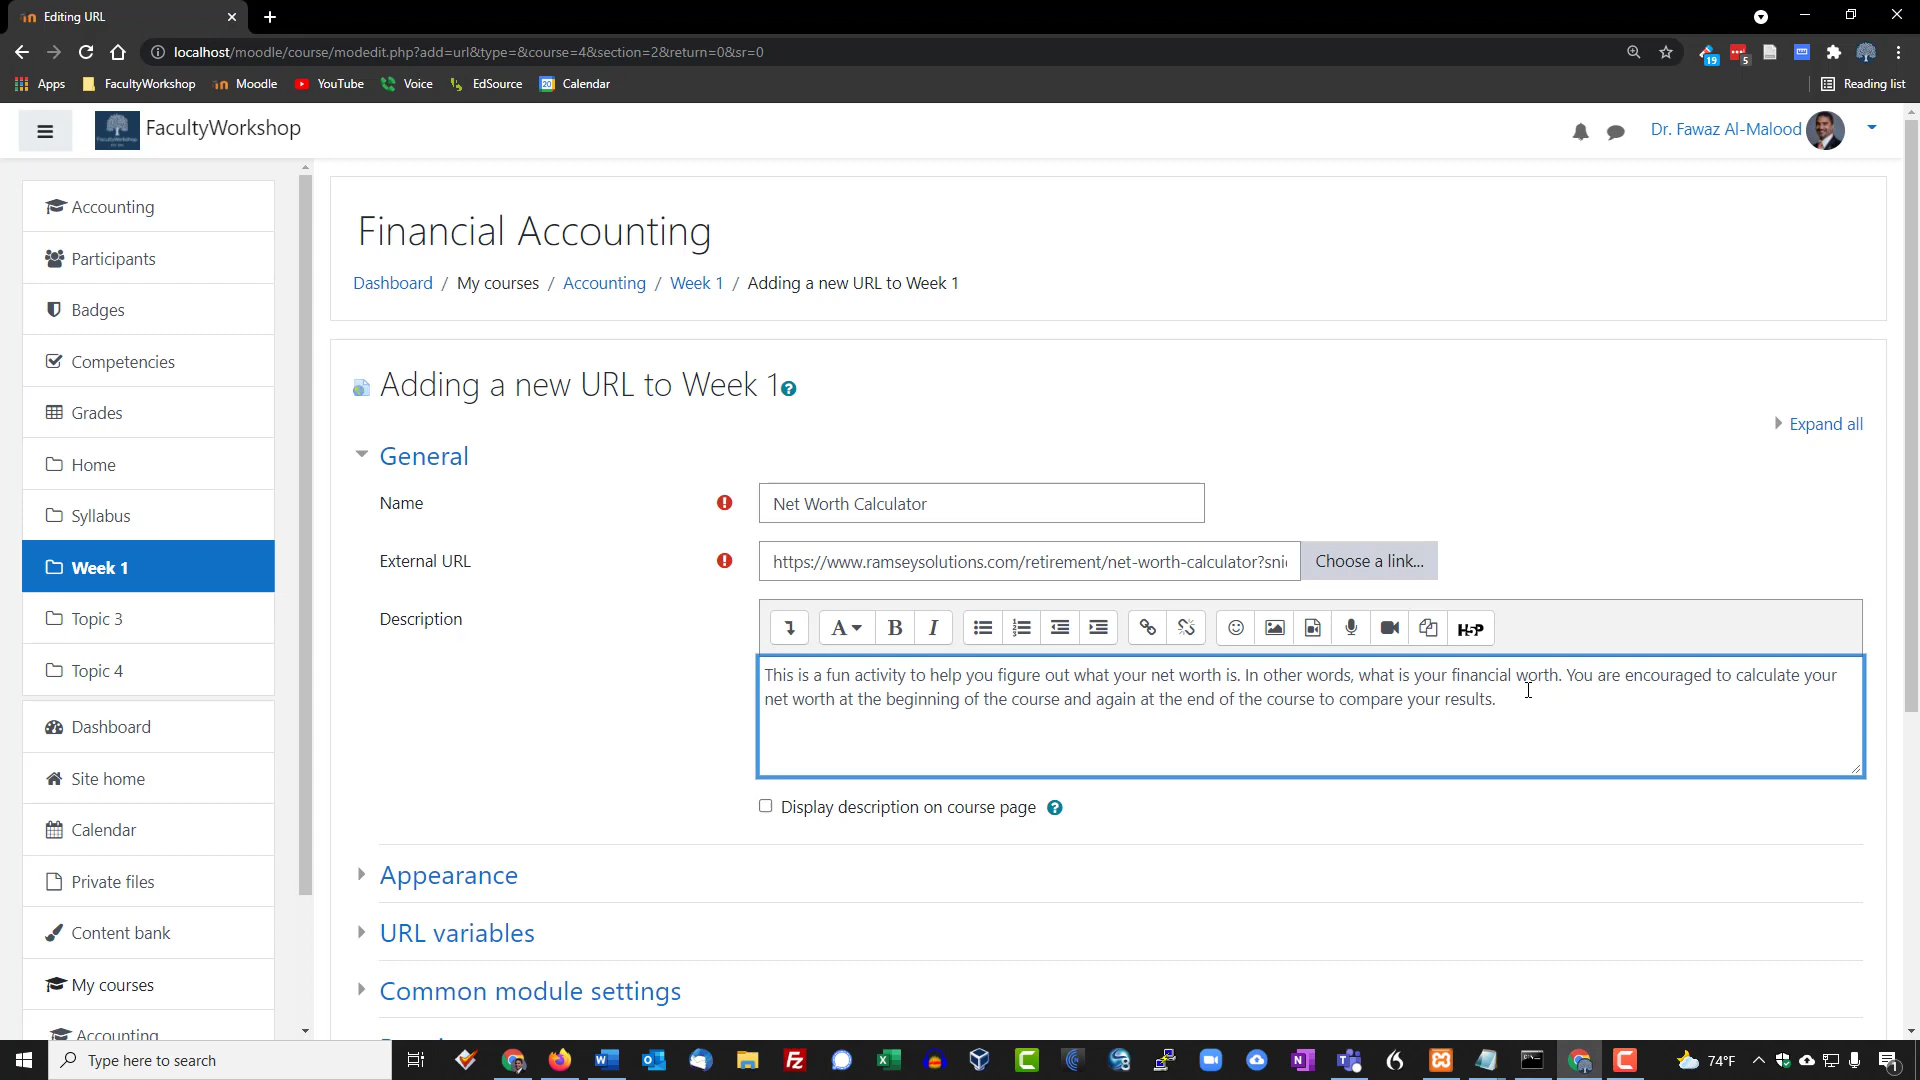 Editing URL
localhost/moodle/course/modedit.php?add=url&type=&course=4&section=2&return=0&sr=0
19
5
Apps
FacultyWorkshop
Moodle
YouTube
Voice
EdSource
20
Calendar
Reading list
FacultyWorkshop
Dr. Fawaz Al-Malood
Accounting
Participants
Badges
Competencies
Grades
Home
Syllabus
Week 1
Topic 3
Topic 4
Dashboard
Site home
Calendar
Private files
Content bank
My courses
Accounting
Financial Accounting
Dashboard / My courses / Accounting / Week 1 / Adding a new URL to Week 1
Adding a new URL to Week 1
Expand all
General
Name
Net Worth Calculator
External URL
https://www.ramseysolutions.com/retirement/net-worth-calculator?sni
Choose a link...
Description
A B I
H5P
This is a fun activity to help you figure out what your net worth is. In other words, what is your financial worth. You are encouraged to calculate your
net worth at the beginning of the course and again at the end of the course to compare your results.
Display description on course page
Appearance
URL variables
Common module settings
Type here to search
74°F
1